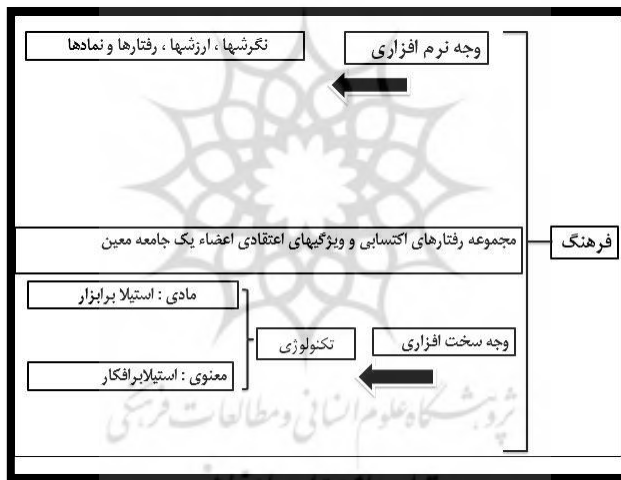 وجه نرم افزاری
نگرشها ، ارزشها ، رفتارها و نمادها
فرهنگ
مجموعه رفتارهای اکتسابی و ویژگیهای اعتقادی اعضاء یک جامعه معین
وجه سخت افزاری
تکنولوژی
مادی : استیلا برابزار
معنوی : استیلابرافکار
پژوهشگاه علوم انسانی و مطالعات فرهنگی